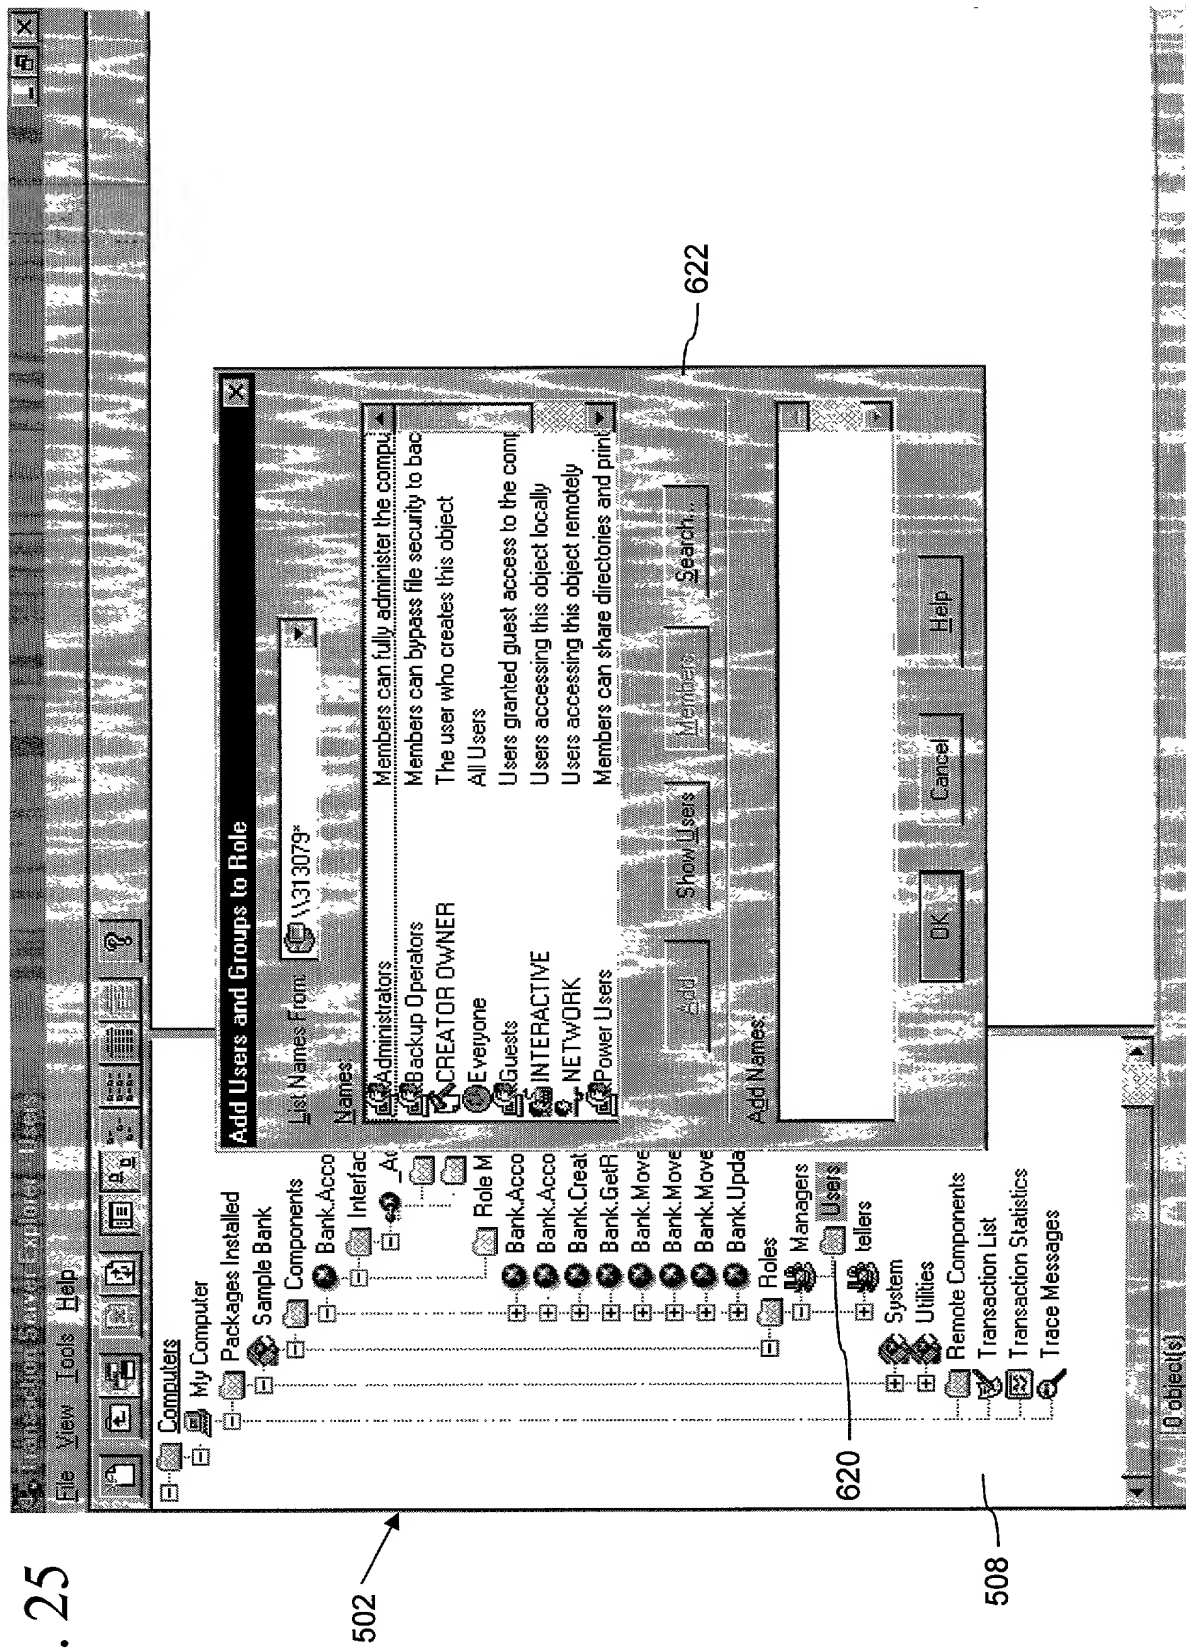 . 25
Transaction Server Explorer - Users
File View Tools Help
Computers
My Computer
Packages Installed
Sample Bank
Components
Bank.Acco
Interfac
_Ac
Role M
Bank.Acco
Bank.Acco
Bank.Creat
Bank.GetR
Bank.Move
Bank.Move
Bank.Move
Bank.Upda
Roles
Managers
Users
tellers
System
Utilities
Remote Components
Transaction List
Transaction Statistics
Trace Messages
0 object(s)
Add Users and Groups to Role
List Names From: \\313079*
Names:
Administrators Members can fully administer the compu
Backup Operators Members can bypass file security to bac
CREATOR OWNER The user who creates this object
Everyone All Users
Guests Users granted guest access to the comp
INTERACTIVE Users accessing this object locally
NETWORK Users accessing this object remotely
Power Users Members can share directories and print
Add Show Users Members Search...
Add Names:
OK Cancel Help
502
508
620
622